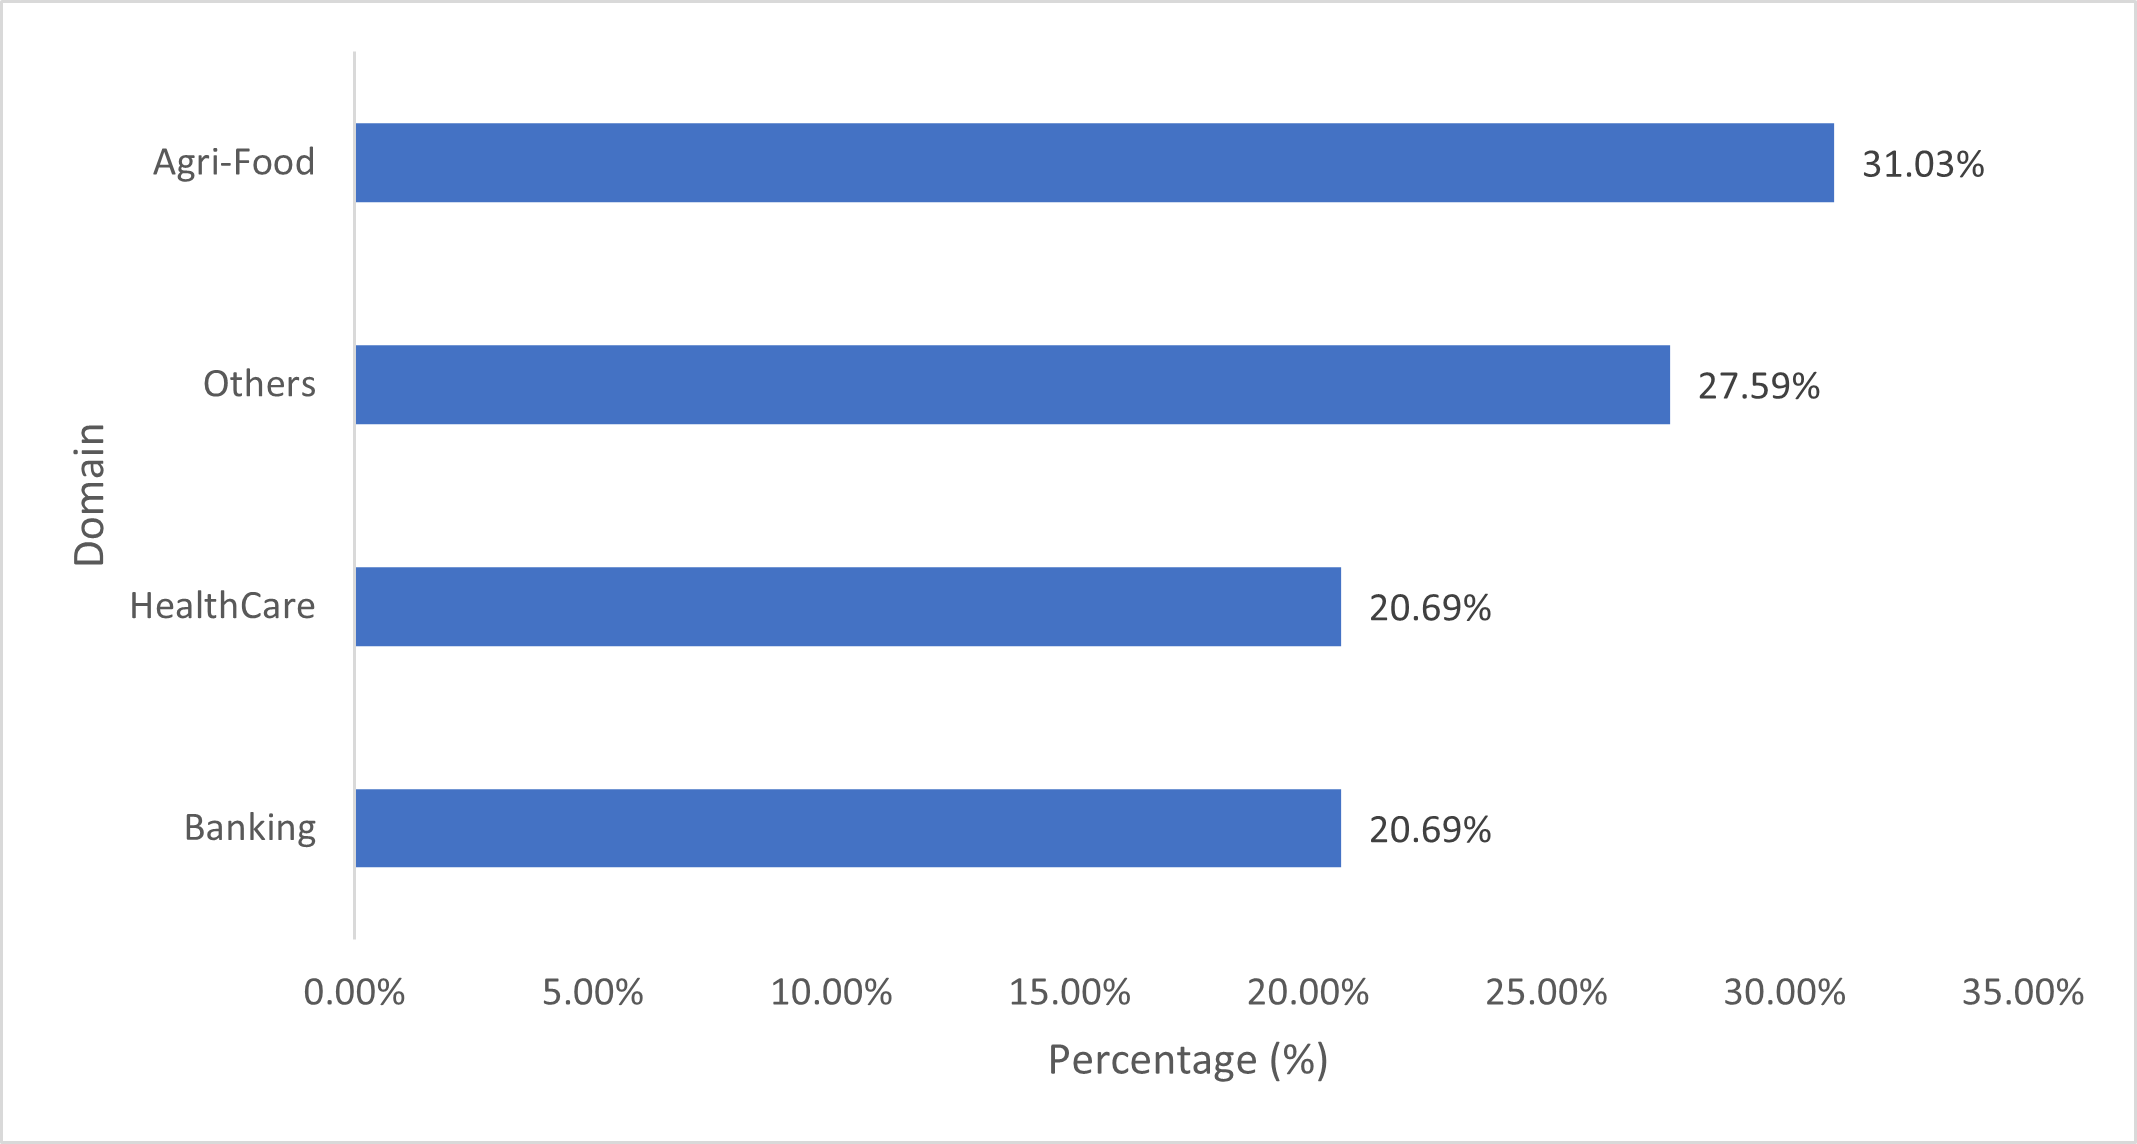 Domain
Agri-Food
31.03%
Others
27.59%
HealthCare
20.69%
Banking
20.69%
0.00% 5.00% 10.00% 15.00% 20.00% 25.00% 30.00% 35.00%
Percentage (%)